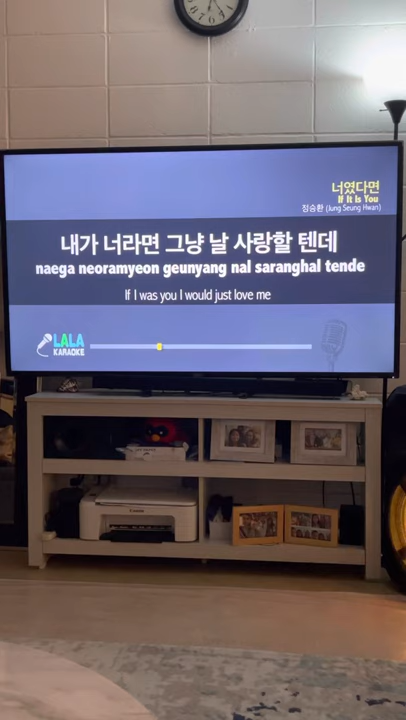 너였다면
If It Is You
정승환 (Jung Seung Hwan)
내가 너라면 그냥 날 사랑할 텐데
naega neoramyeon geunyang nal saranghal tende
If I was you I would just love me
LALA
KARAOKE
Canon